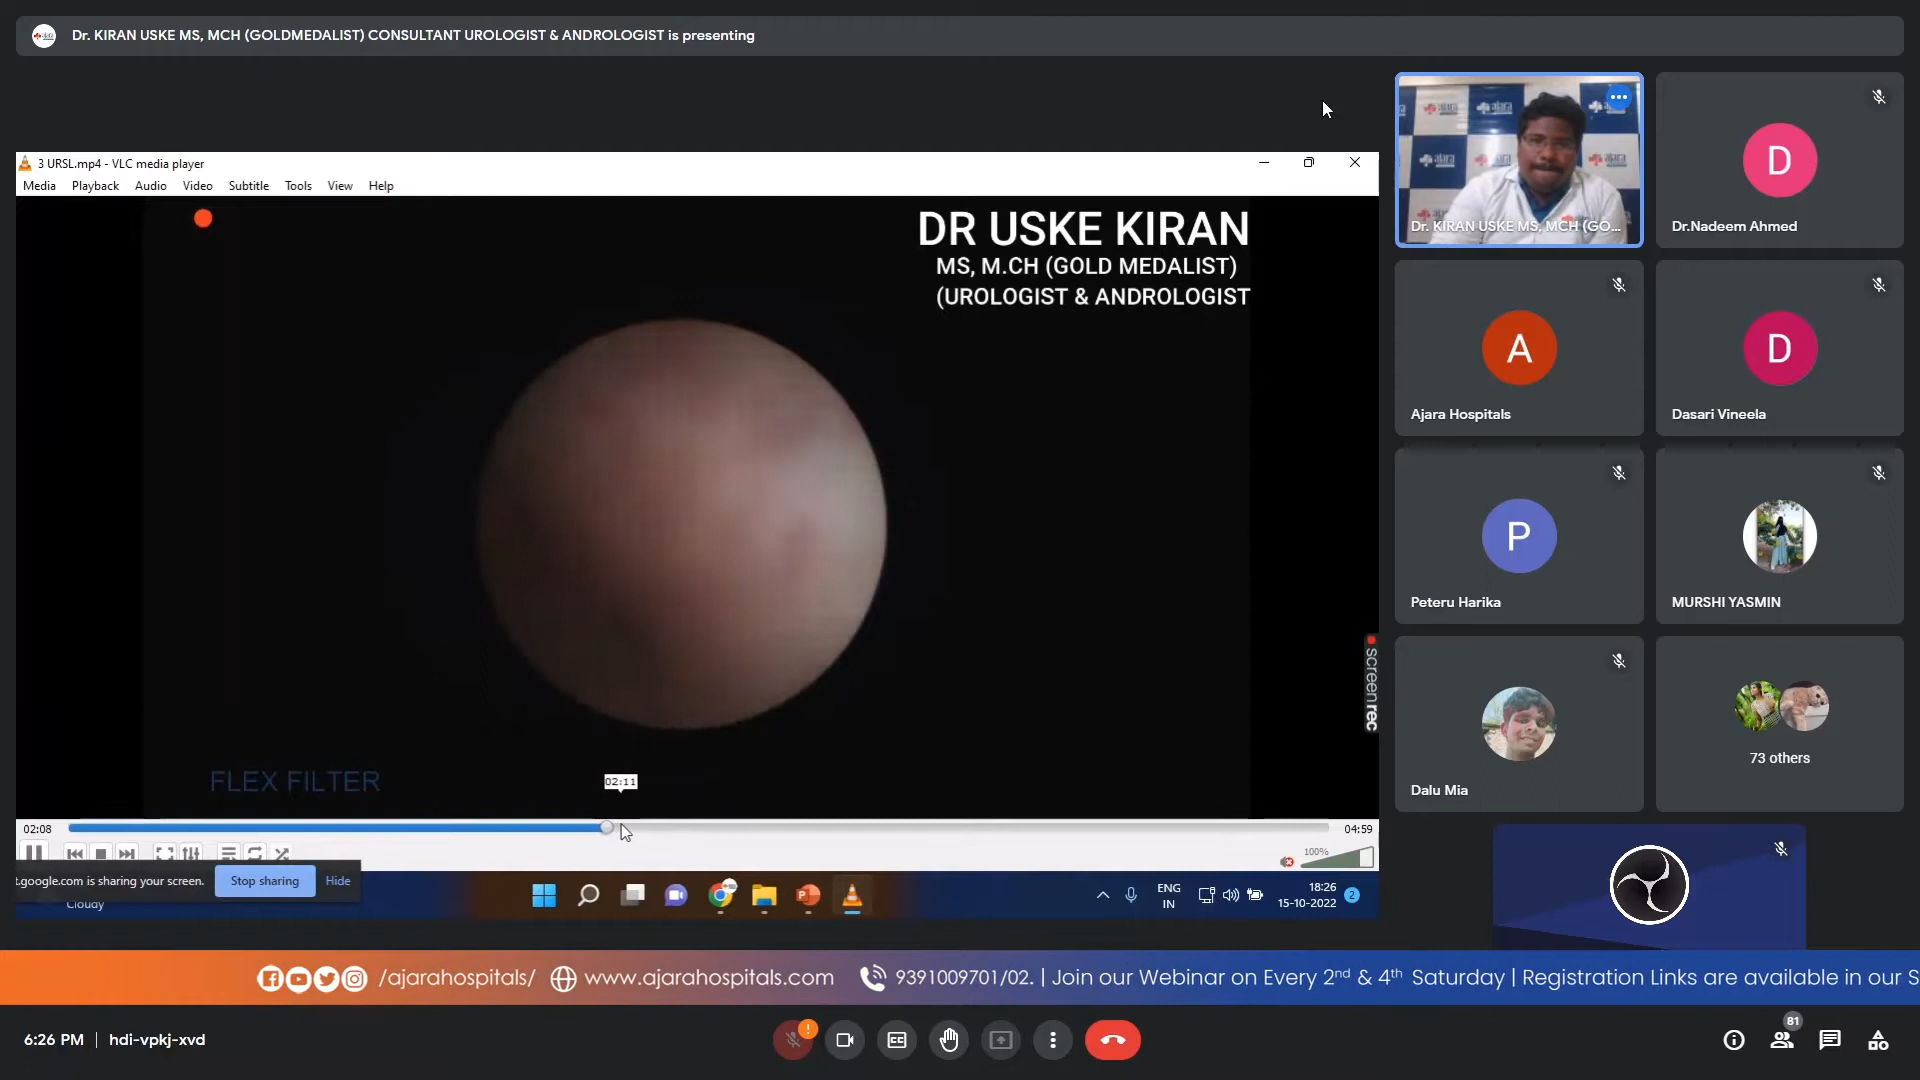 Dr. KIRAN USKE MS, MCH (GOLDMEDALIST) CONSULTANT UROLOGIST & ANDROLOGIST is presenting
3 URSL.mp4 - VLC media player
Media Playback Audio Video Subtitle Tools View Help
DR USKE KIRAN
MS, M.CH (GOLD MEDALIST)
(UROLOGIST & ANDROLOGIST
FLEX FILTER
screenrec
02:11
02:08
04:59
100%
t.google.com is sharing your screen.
Stop sharing
Hide
Cloudy
ENG
IN
18:26
15-10-2022
2
ajara
Dr. KIRAN USKE MS, MCH (GO...
D
Dr.Nadeem Ahmed
A
Ajara Hospitals
D
Dasari Vineela
P
Peteru Harika
MURSHI YASMIN
Dalu Mia
73 others
/ajarahospitals/ www.ajarahospitals.com 9391009701/02. | Join our Webinar on Every 2nd & 4th Saturday | Registration Links are available in our S
6:26 PM | hdi-vpkj-xvd
81